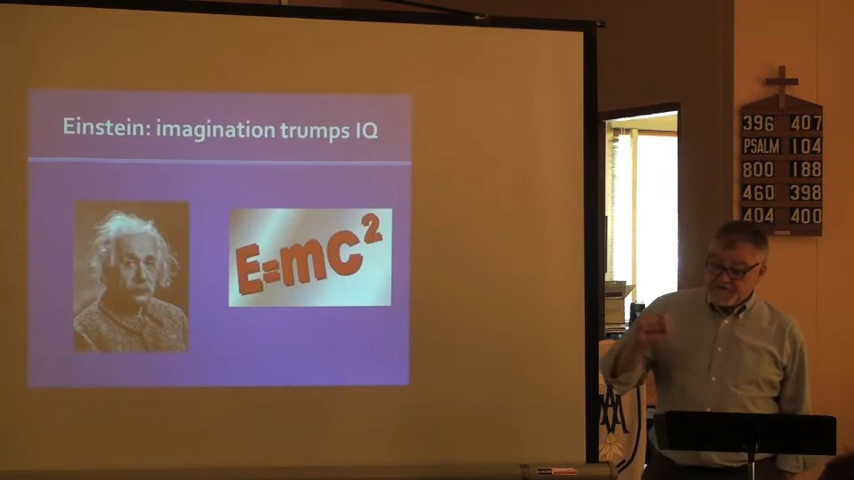 Einstein: imagination trumps IQ
E=mc²
396 407
PSALM 104
800 188
460 398
404 400